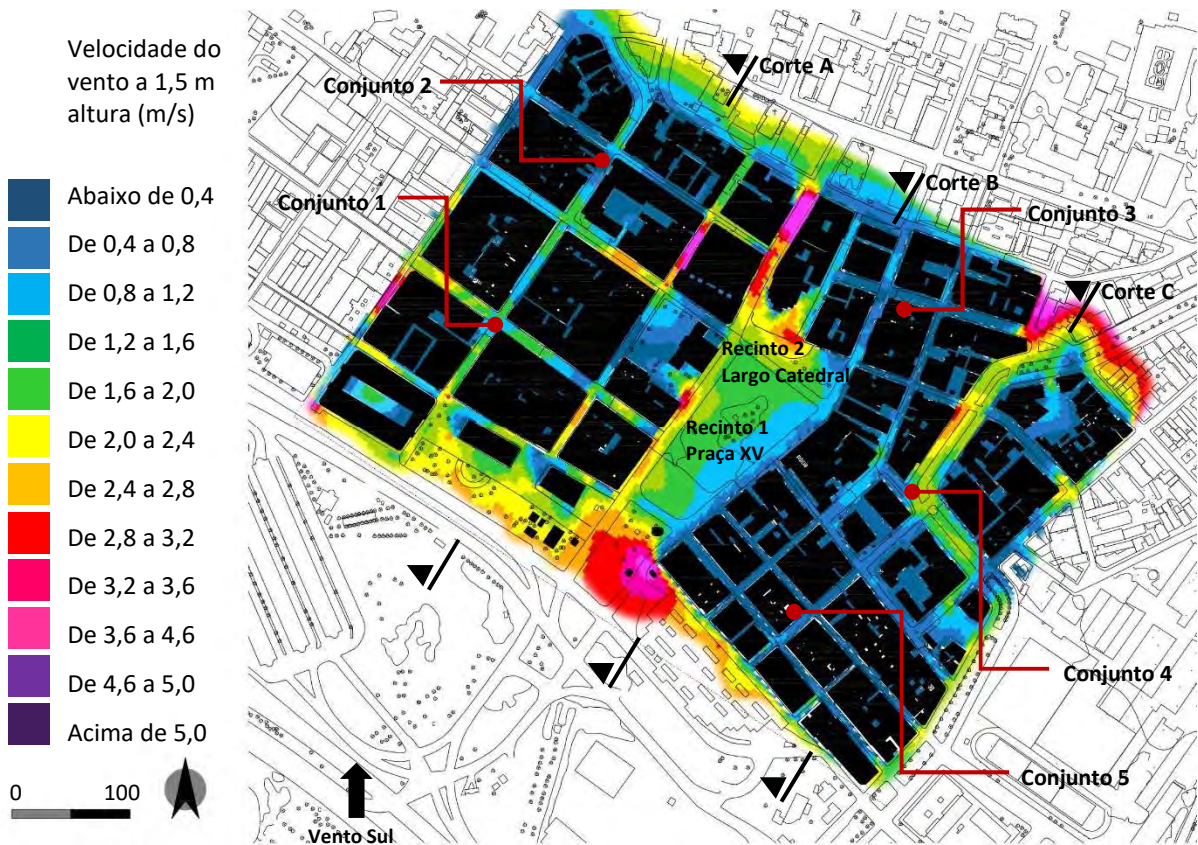 Velocidade do
vento a 1,5 m
altura (m/s)
Abaixo de 0,4
De 0,4 a 0,8
De 0,8 a 1,2
De 1,2 a 1,6
De 1,6 a 2,0
De 2,0 a 2,4
De 2,4 a 2,8
De 2,8 a 3,2
De 3,2 a 3,6
De 3,6 a 4,6
De 4,6 a 5,0
Acima de 5,0
0 100
Vento Sul
Conjunto 2
Conjunto 1
Corte A
Corte B
Conjunto 3
Corte C
Recinto 2
Largo Catedral
Recinto 1
Praça XV
Conjunto 4
Conjunto 5